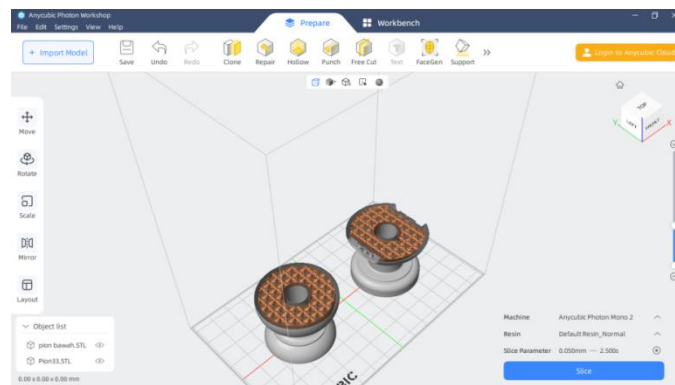 Anycubic Photon Workshop
File Edit Settings View Help
Prepare
Workbench
+ Import Model
Save Undo Redo Clone Repair Hollow Punch Free Cut Text FaceGen Support
Login to Anycubic Cloud
Move
Rotate
Scale
Mirror
Layout
TOP
LEFT
Y
X
Object list
pion bawah.STL
Pion33.STL
0.00 x 0.00 x 0.00 mm
Machine Anycubic Photon Mono 2
Resin Default Resin_Normal
Slice Parameter 0.050mm — 2.500s
Slice